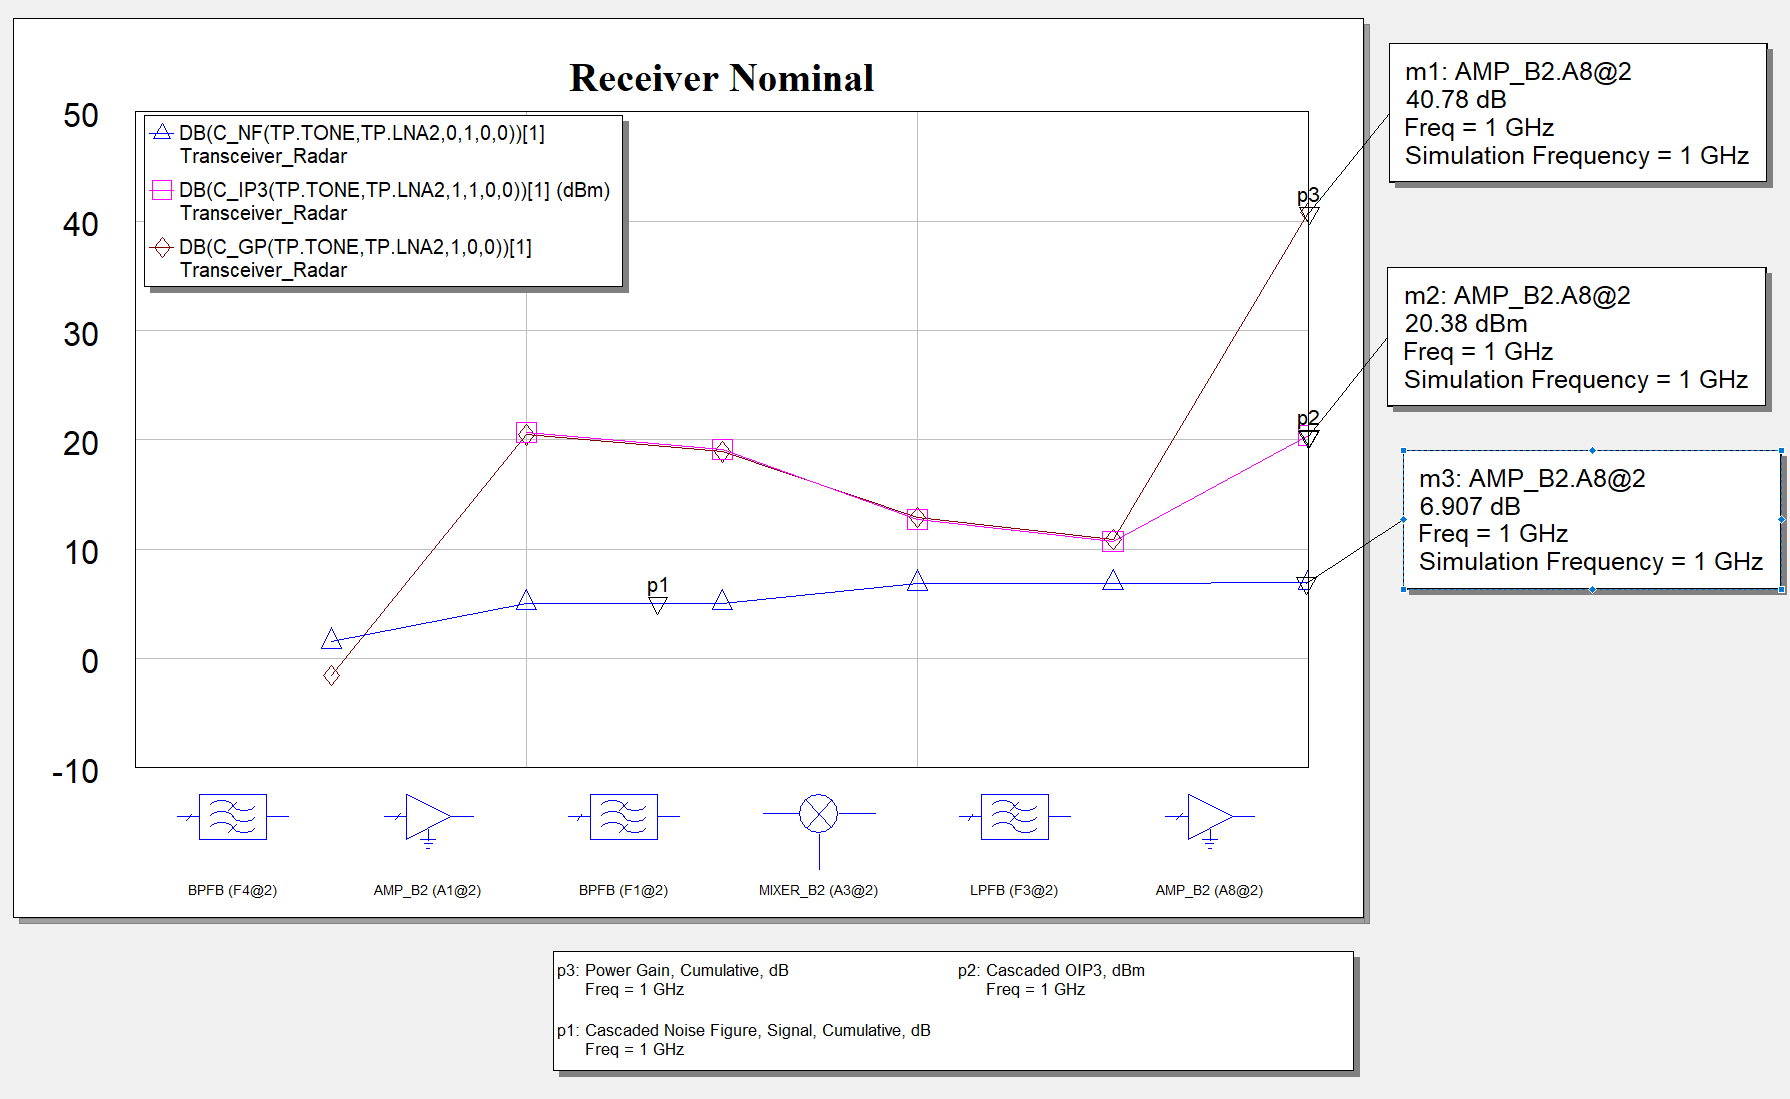 Receiver Nominal
50
40
30
20
10
0
-10
DB(C_NF(TP.TONE,TP.LNA2,0,1,0,0))[1]
Transceiver_Radar
DB(C_IP3(TP.TONE,TP.LNA2,1,1,0,0))[1] (dBm)
Transceiver_Radar
DB(C_GP(TP.TONE,TP.LNA2,1,0,0))[1]
Transceiver_Radar
p3
p2
p1
m1: AMP_B2.A8@2
40.78 dB
Freq = 1 GHz
Simulation Frequency = 1 GHz
m2: AMP_B2.A8@2
20.38 dBm
Freq = 1 GHz
Simulation Frequency = 1 GHz
m3: AMP_B2.A8@2
6.907 dB
Freq = 1 GHz
Simulation Frequency = 1 GHz
BPFB (F4@2)
AMP_B2 (A1@2)
BPFB (F1@2)
MIXER_B2 (A3@2)
LPFB (F3@2)
AMP_B2 (A8@2)
p3: Power Gain, Cumulative, dB
Freq = 1 GHz
p2: Cascaded OIP3, dBm
Freq = 1 GHz
p1: Cascaded Noise Figure, Signal, Cumulative, dB
Freq = 1 GHz